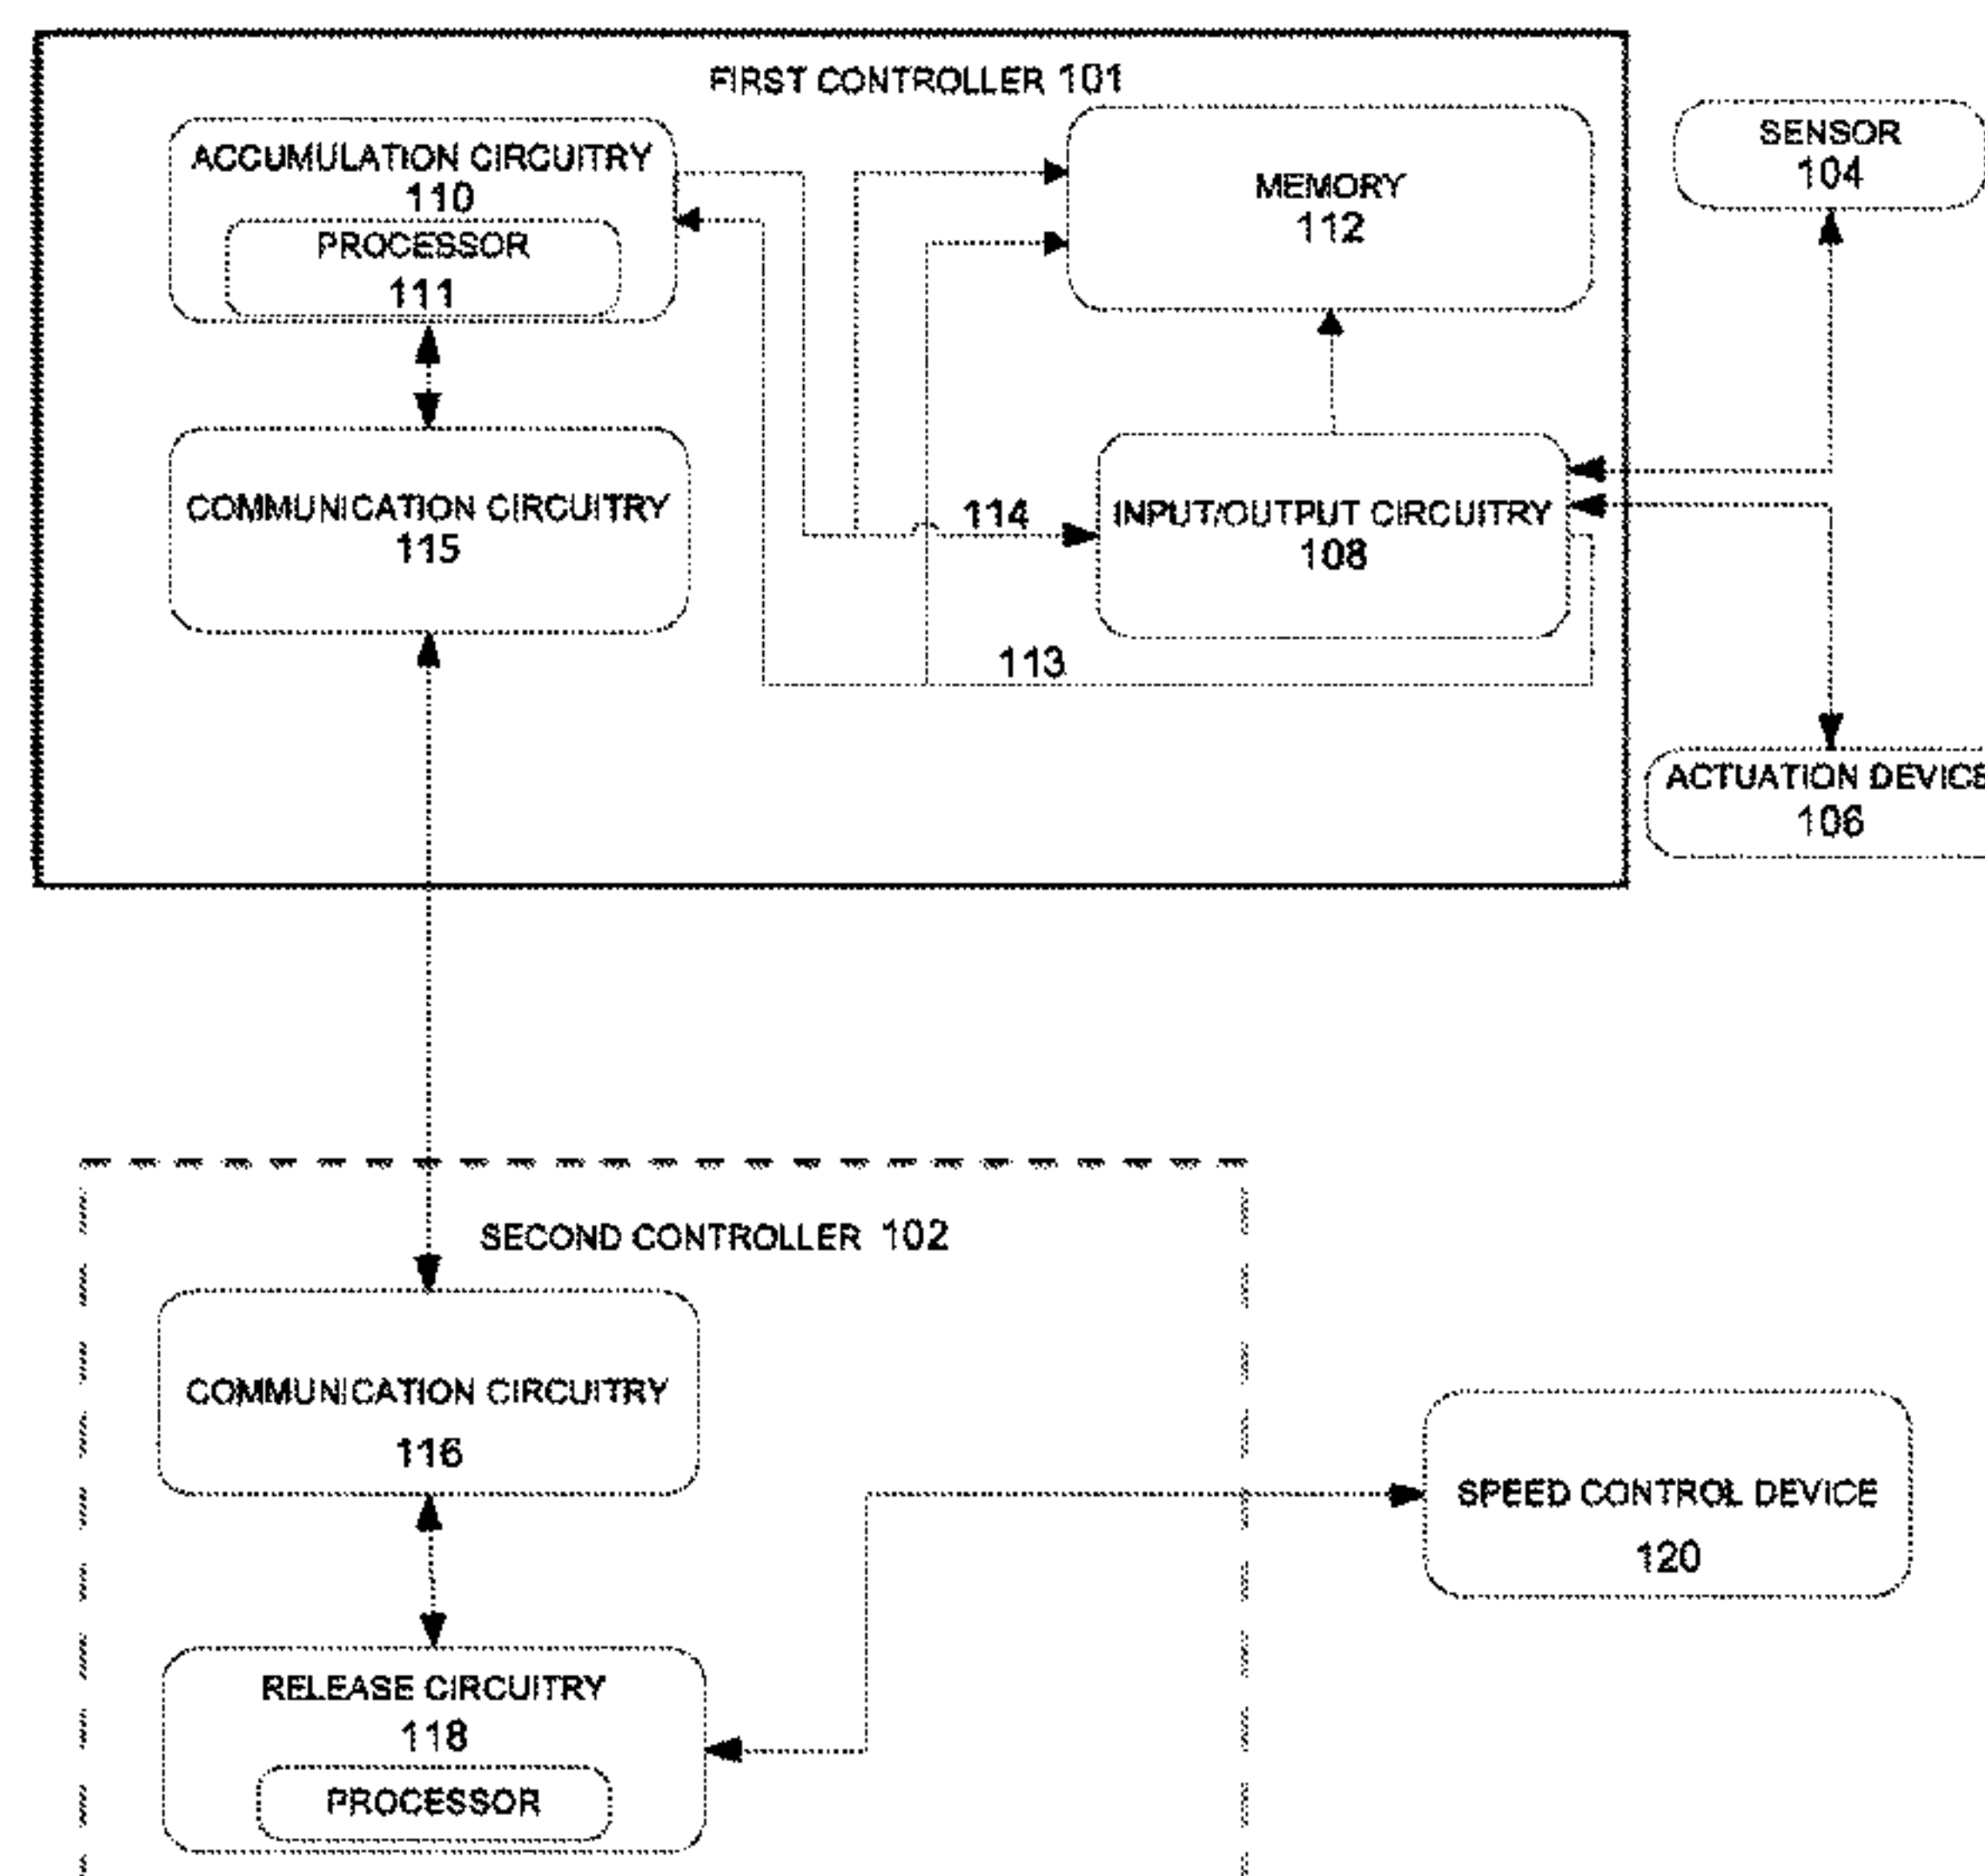 FIRST CONTROLLER 101
ACCUMULATION CIRCUITRY
110
PROCESSOR
111
MEMORY
112
SENSOR
104
COMMUNICATION CIRCUITRY
115
114
INPUT/OUTPUT CIRCUITRY
108
113
ACTUATION DEVICE
106
SECOND CONTROLLER 102
COMMUNICATION CIRCUITRY
116
SPEED CONTROL DEVICE
120
RELEASE CIRCUITRY
118
PROCESSOR